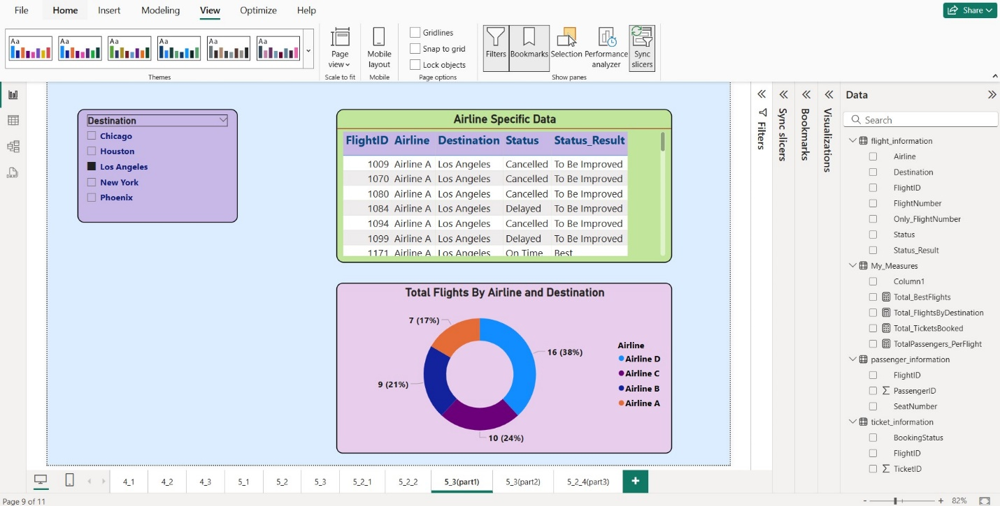 File Home Insert Modeling View Optimize Help
Share
Aa Aa Aa Aa Aa Aa
Themes
Page view
Scale to fit
Mobile layout
Mobile
Gridlines
Snap to grid
Lock objects
Page options
Filters Bookmarks Selection Performance analyzer Sync slicers
Show panes
Destination
Chicago
Houston
Los Angeles
New York
Phoenix
Airline Specific Data
FlightID Airline Destination Status Status_Result
1009 Airline A Los Angeles Cancelled To Be Improved
1070 Airline A Los Angeles Cancelled To Be Improved
1080 Airline A Los Angeles Cancelled To Be Improved
1084 Airline A Los Angeles Delayed To Be Improved
1094 Airline A Los Angeles Cancelled To Be Improved
1099 Airline A Los Angeles Delayed To Be Improved
1171 Airline A Los Angeles On Time Best
Total Flights By Airline and Destination
7 (17%)
16 (38%)
9 (21%)
10 (24%)
Airline
Airline D
Airline C
Airline B
Airline A
Filters
Sync slicers
Bookmarks
Visualizations
Data
Search
flight_information
Airline
Destination
FlightID
FlightNumber
Only_FlightNumber
Status
Status_Result
My_Measures
Column1
Total_BestFlights
Total_FlightsByDestination
Total_TicketsBooked
TotalPassengers_PerFlight
passenger_information
FlightID
Σ PassengerID
SeatNumber
ticket_information
BookingStatus
FlightID
Σ TicketID
4_1 4_2 4_3 5_1 5_2 5_3 5_2_1 5_2_2 5_3(part1) 5_3(part2) 5_2_4(part3) +
Page 9 of 11
- + 82%